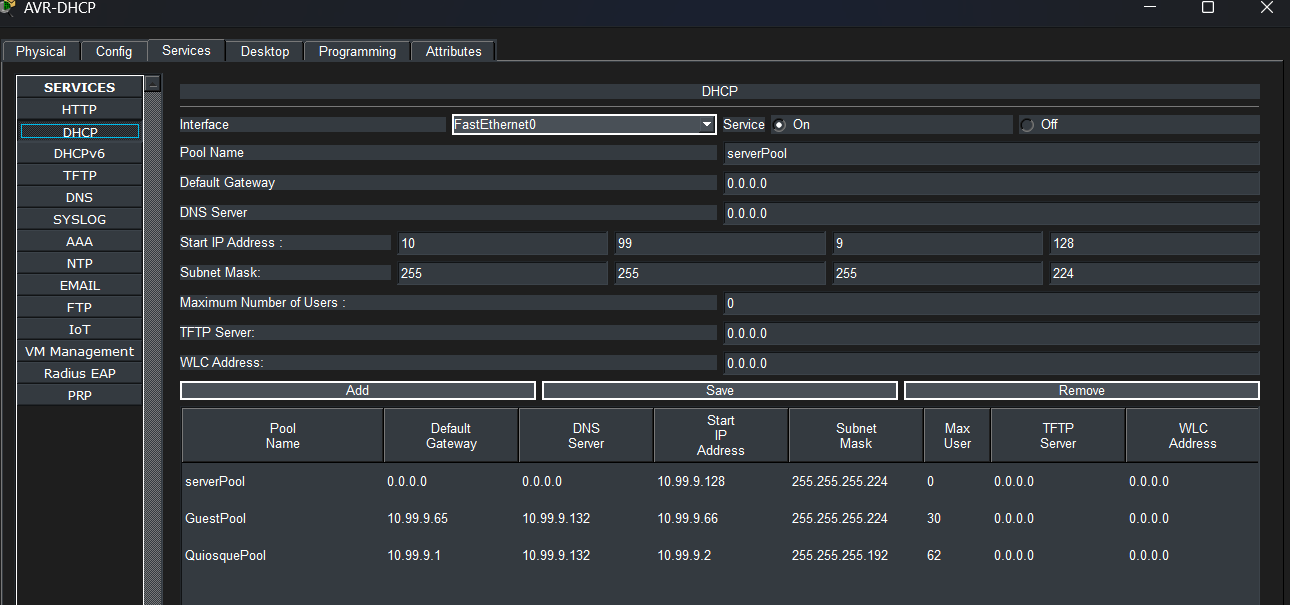 AVR-DHCP
Physical Config Services Desktop Programming Attributes
SERVICES
HTTP
DHCP
DHCPv6
TFTP
DNS
SYSLOG
AAA
NTP
EMAIL
FTP
IoT
VM Management
Radius EAP
PRP
DHCP
Interface FastEthernet0 Service On Off
Pool Name serverPool
Default Gateway 0.0.0.0
DNS Server 0.0.0.0
Start IP Address : 10 99 9 128
Subnet Mask: 255 255 255 224
Maximum Number of Users : 0
TFTP Server: 0.0.0.0
WLC Address: 0.0.0.0
Add Save Remove
Pool Name Default Gateway DNS Server Start IP Address Subnet Mask Max User TFTP Server WLC Address
serverPool 0.0.0.0 0.0.0.0 10.99.9.128 255.255.255.224 0 0.0.0.0 0.0.0.0
GuestPool 10.99.9.65 10.99.9.132 10.99.9.66 255.255.255.224 30 0.0.0.0 0.0.0.0
QuiosquePool 10.99.9.1 10.99.9.132 10.99.9.2 255.255.255.192 62 0.0.0.0 0.0.0.0